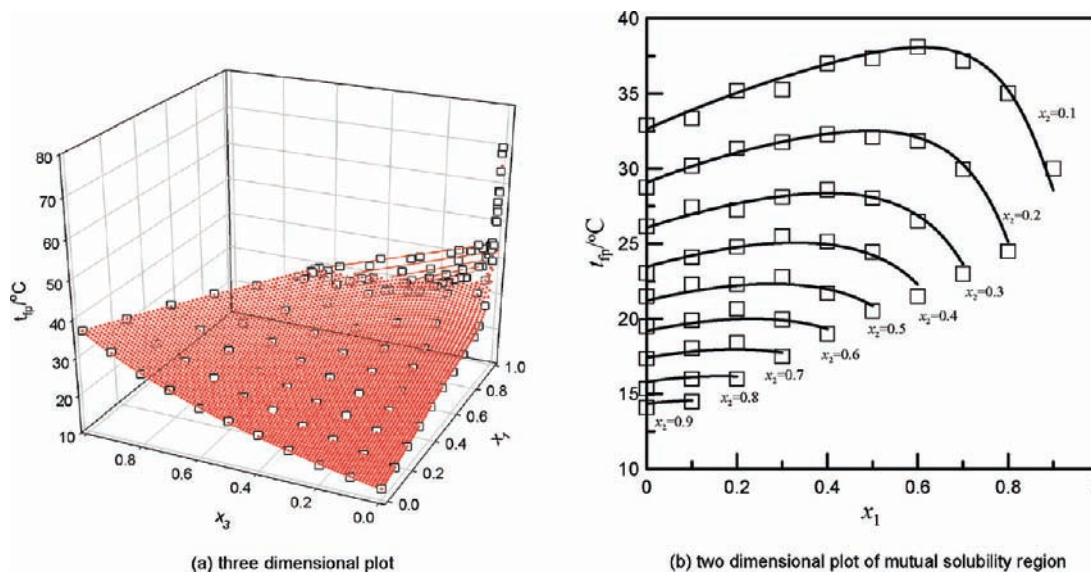 80
70
60
50
40
30
20
10
t_fp/°C
0.8
0.6
0.4
0.2
0.0
x_3
0.0
0.2
0.4
0.6
0.8
1.0
x_1
(a) three dimensional plot
40
35
30
25
20
15
10
t_fp/°C
x_2=0.1
x_2=0.2
x_2=0.3
x_2=0.4
x_2=0.5
x_2=0.6
x_2=0.7
x_2=0.8
x_2=0.9
0 0.2 0.4 0.6 0.8
x_1
(b) two dimensional plot of mutual solubility region